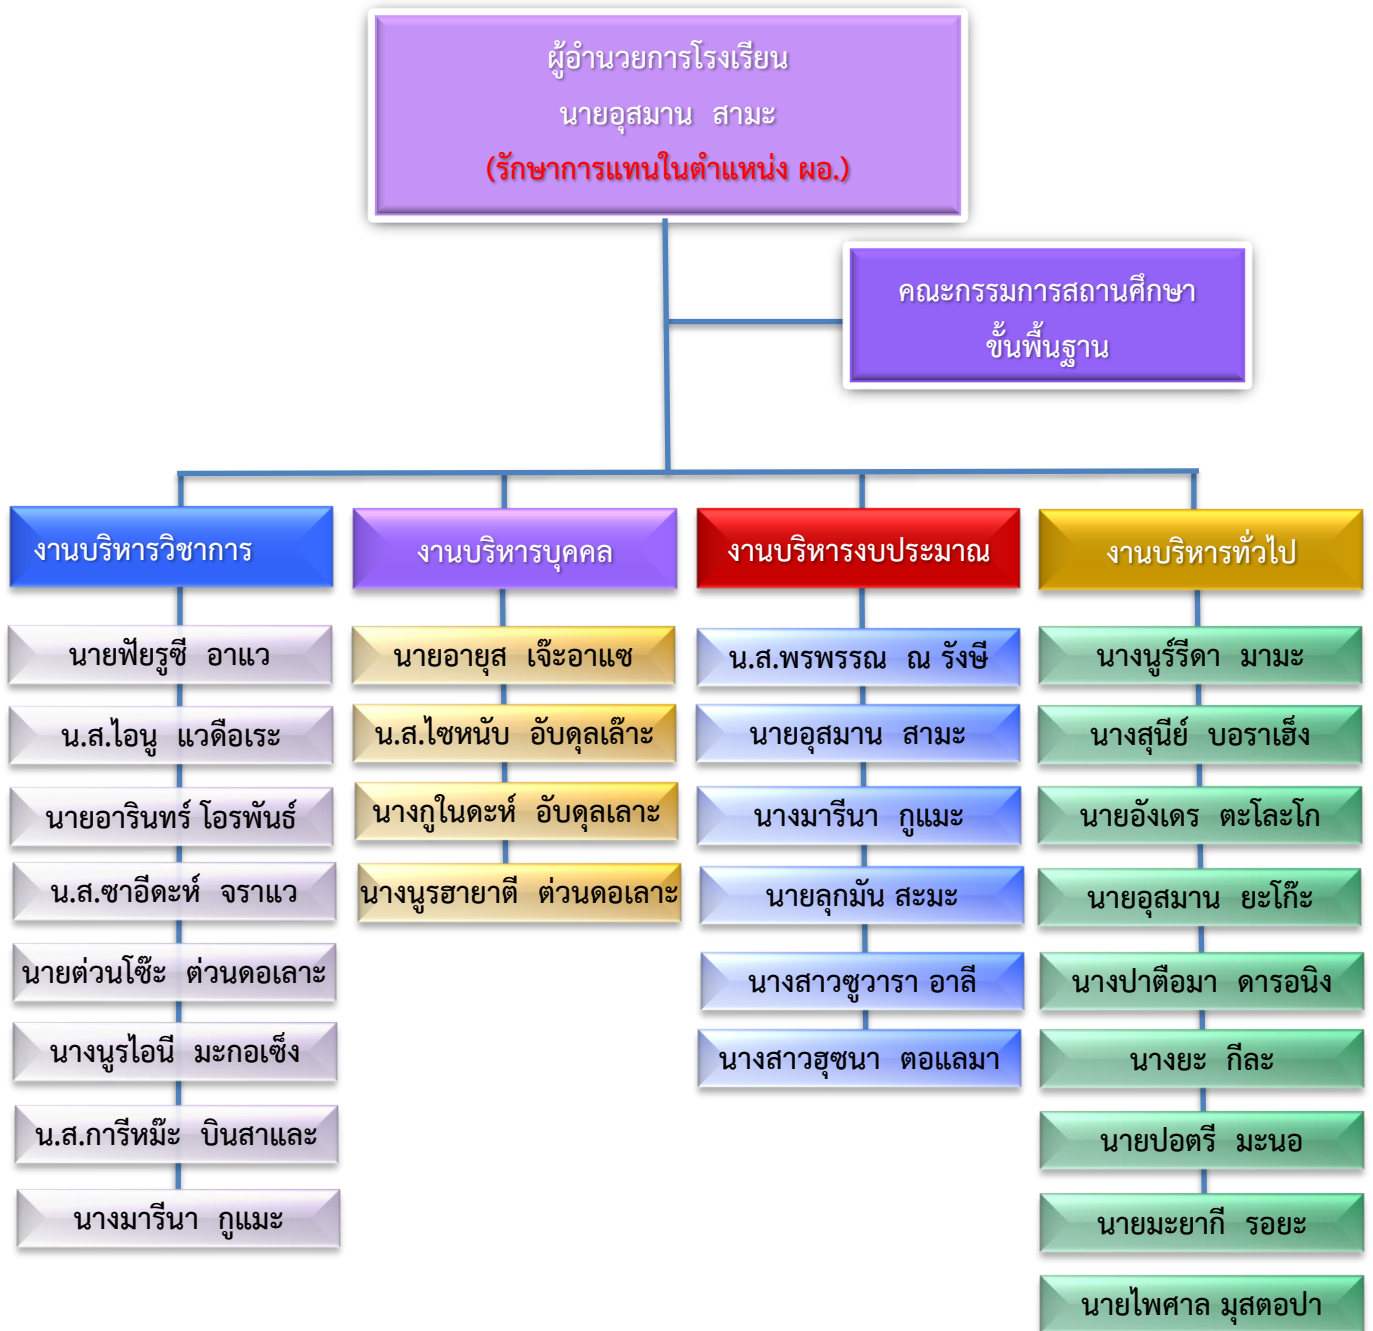 ผู้อำนวยการโรงเรียน
นายอุสมาน สามะ
(รักษาการแทนในตำแหน่ง ผอ.)
คณะกรรมการสถานศึกษา
ขั้นพื้นฐาน
งานบริหารวิชาการ
นายฟัยรูซี อาแว
น.ส.ไอนู แวดือเระ
นายอารินทร์ โอรพันธ์
น.ส.ซาอีดะห์ จราแว
นายต่วนโซ๊ะ ต่วนดอเลาะ
นางนูรไอนี มะกอเซ็ง
น.ส.การีหม๊ะ บินสาและ
นางมารีนา กูแมะ
งานบริหารบุคคล
นายอายุส เจ๊ะอาแซ
น.ส.ไซหนับ อับดุลเล๊าะ
นางกูในดะห์ อับดุลเลาะ
นางนูรฮายาตี ต่วนดอเลาะ
งานบริหารงบประมาณ
น.ส.พรพรรณ ณ รังษี
นายอุสมาน สามะ
นางมารีนา กูแมะ
นายลุกมัน สะมะ
นางสาวซูวารา อาลี
นางสาวฮุซนา ตอแลมา
งานบริหารทั่วไป
นางนูร์รีดา มามะ
นางสุนีย์ บอราเฮ็ง
นายอังเดร ตะโละโก
นายอุสมาน ยะโก๊ะ
นางปาตือมา ดารอนิง
นางยะ กีละ
นายปอตรี มะนอ
นายมะยากี รอยะ
นายไพศาล มุสตอปา